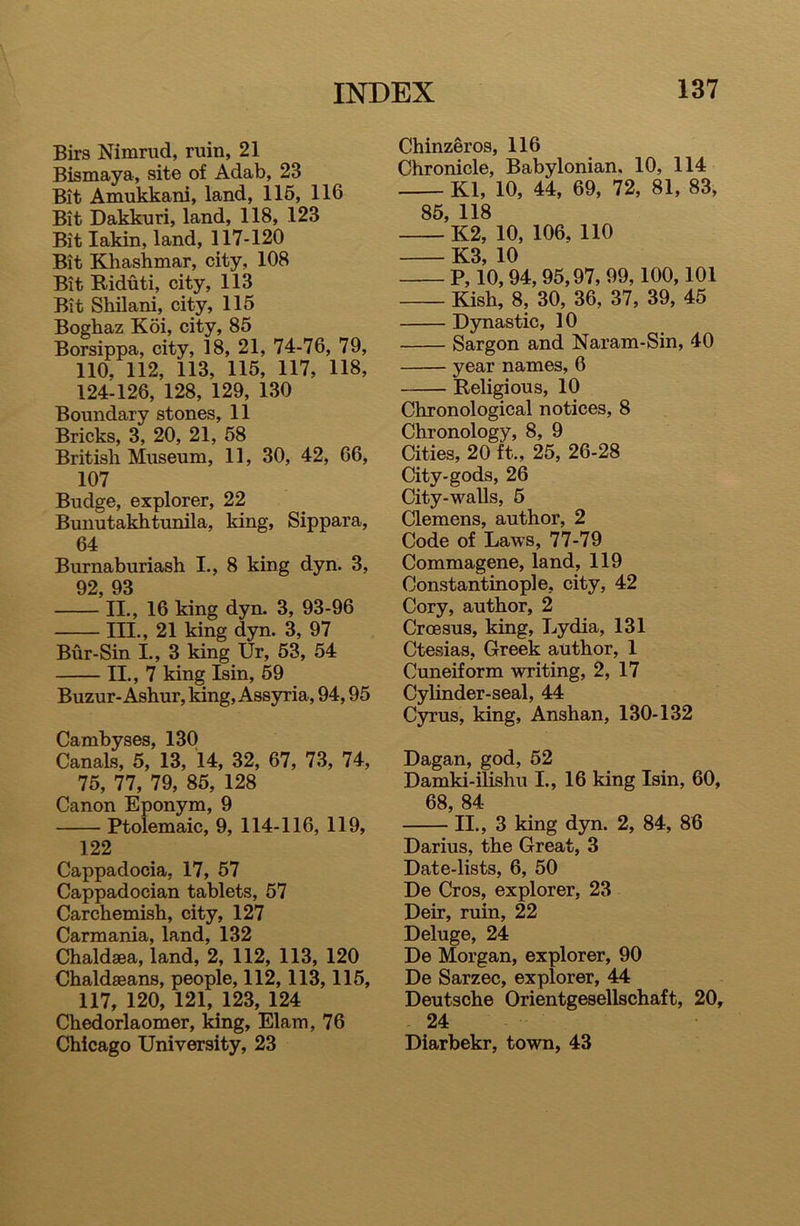 INDEX 137
Birs Nimrud, ruin, 21
Bismaya, site of Adab, 23
Bît Amukkani, land, 115, 116
Bît Dakkuri, land, 118, 123
Bît Iakin, land, 117-120
Bît Khashmar, city, 108
Bît Ridûti, city, 113
Bît Shilani, city, 115
Boghaz Köi, city, 85
Borsippa, city, 18, 21, 74-76, 79,
110, 112, 113, 115, 117, 118,
124-126, 128, 129, 130
Boundary stones, 11
Bricks, 3, 20, 21, 58
British Museum, 11, 30, 42, 66,
107
Budge, explorer, 22
Bunutakhtunila, king, Sippara,
64
Burnaburiash I., 8 king dyn. 3,
92, 93
—— II., 16 king dyn. 3, 93-96
—— III., 21 king dyn. 3, 97
Bûr-Sin I., 3 king Ur, 53, 54
—— II., 7 king Isin, 59
Buzur-Ashur, king, Assyria, 94, 95
Cambyses, 130
Canals, 5, 13, 14, 32, 67, 73, 74,
75, 77, 79, 85, 128
Canon Eponym, 9
—— Ptolemaic, 9, 114-116, 119,
122
Cappadocia, 17, 57
Cappadocian tablets, 57
Carchemish, city, 127
Carmania, land, 132
Chaldæa, land, 2, 112, 113, 120
Chaldæans, people, 112, 113, 115,
117, 120, 121, 123, 124
Chedorlaomer, king, Elam, 76
Chicago University, 23
Chinzêros, 116
Chronicle, Babylonian, 10, 114
—— K1, 10, 44, 69, 72, 81, 83,
85, 118
—— K2, 10, 106, 110
—— K3, 10
—— P, 10, 94, 95, 97, 99, 100, 101
—— Kish, 8, 30, 36, 37, 39, 45
—— Dynastic, 10
—— Sargon and Naram-Sin, 40
—— year names, 6
—— Religious, 10
Chronological notices, 8
Chronology, 8, 9
Cities, 20 ft., 25, 26-28
City-gods, 26
City-walls, 5
Clemens, author, 2
Code of Laws, 77-79
Commagene, land, 119
Constantinople, city, 42
Cory, author, 2
Crœsus, king, Lydia, 131
Ctesias, Greek author, 1
Cuneiform writing, 2, 17
Cylinder-seal, 44
Cyrus, king, Anshan, 130-132
Dagan, god, 52
Damki-ilishu I., 16 king Isin, 60,
68, 84
—— II., 3 king dyn. 2, 84, 86
Darius, the Great, 3
Date-lists, 6, 50
De Cros, explorer, 23
Deir, ruin, 22
Deluge, 24
De Morgan, explorer, 90
De Sarzec, explorer, 44
Deutsche Orientgesellschaft, 20,
24
Diarbekr, town, 43